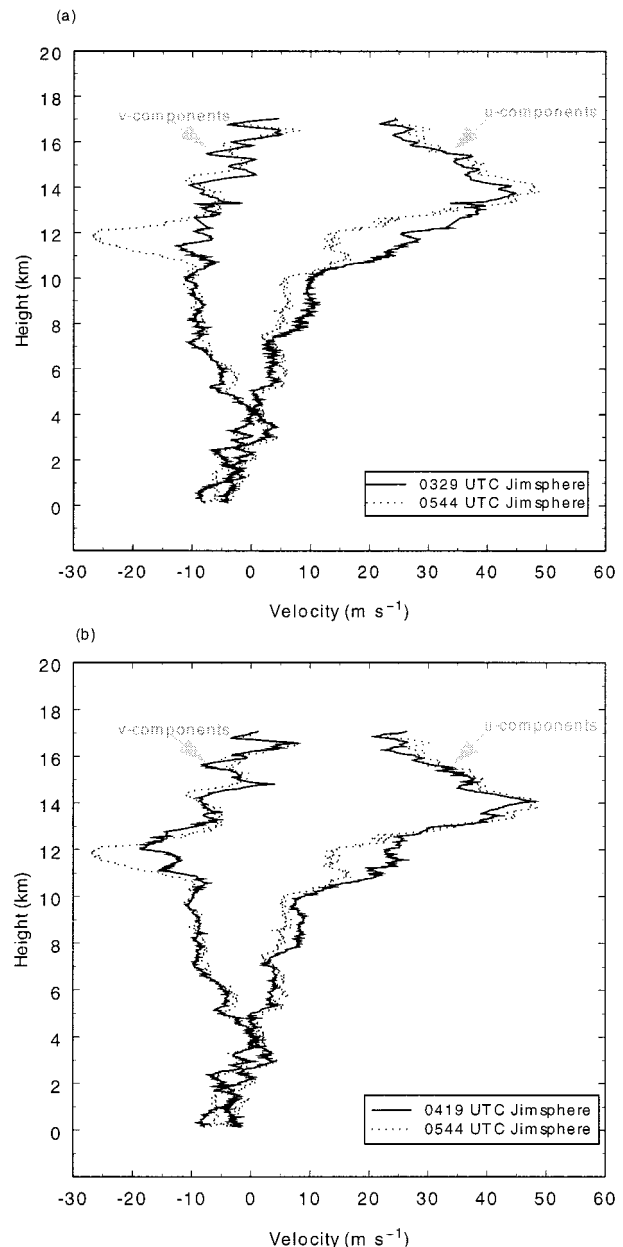 (a)
20
18
16
14
12
10
8
6
4
2
0
Height (km)
v-components
u-components
0329 UTC Jimsphere
0544 UTC Jimsphere
-30 -20 -10 0 10 20 30 40 50 60
Velocity (m s⁻¹)
(b)
20
18
16
14
12
10
8
6
4
2
0
Height (km)
v-components
u-components
0419 UTC Jimsphere
0544 UTC Jimsphere
-30 -20 -10 0 10 20 30 40 50 60
Velocity (m s⁻¹)